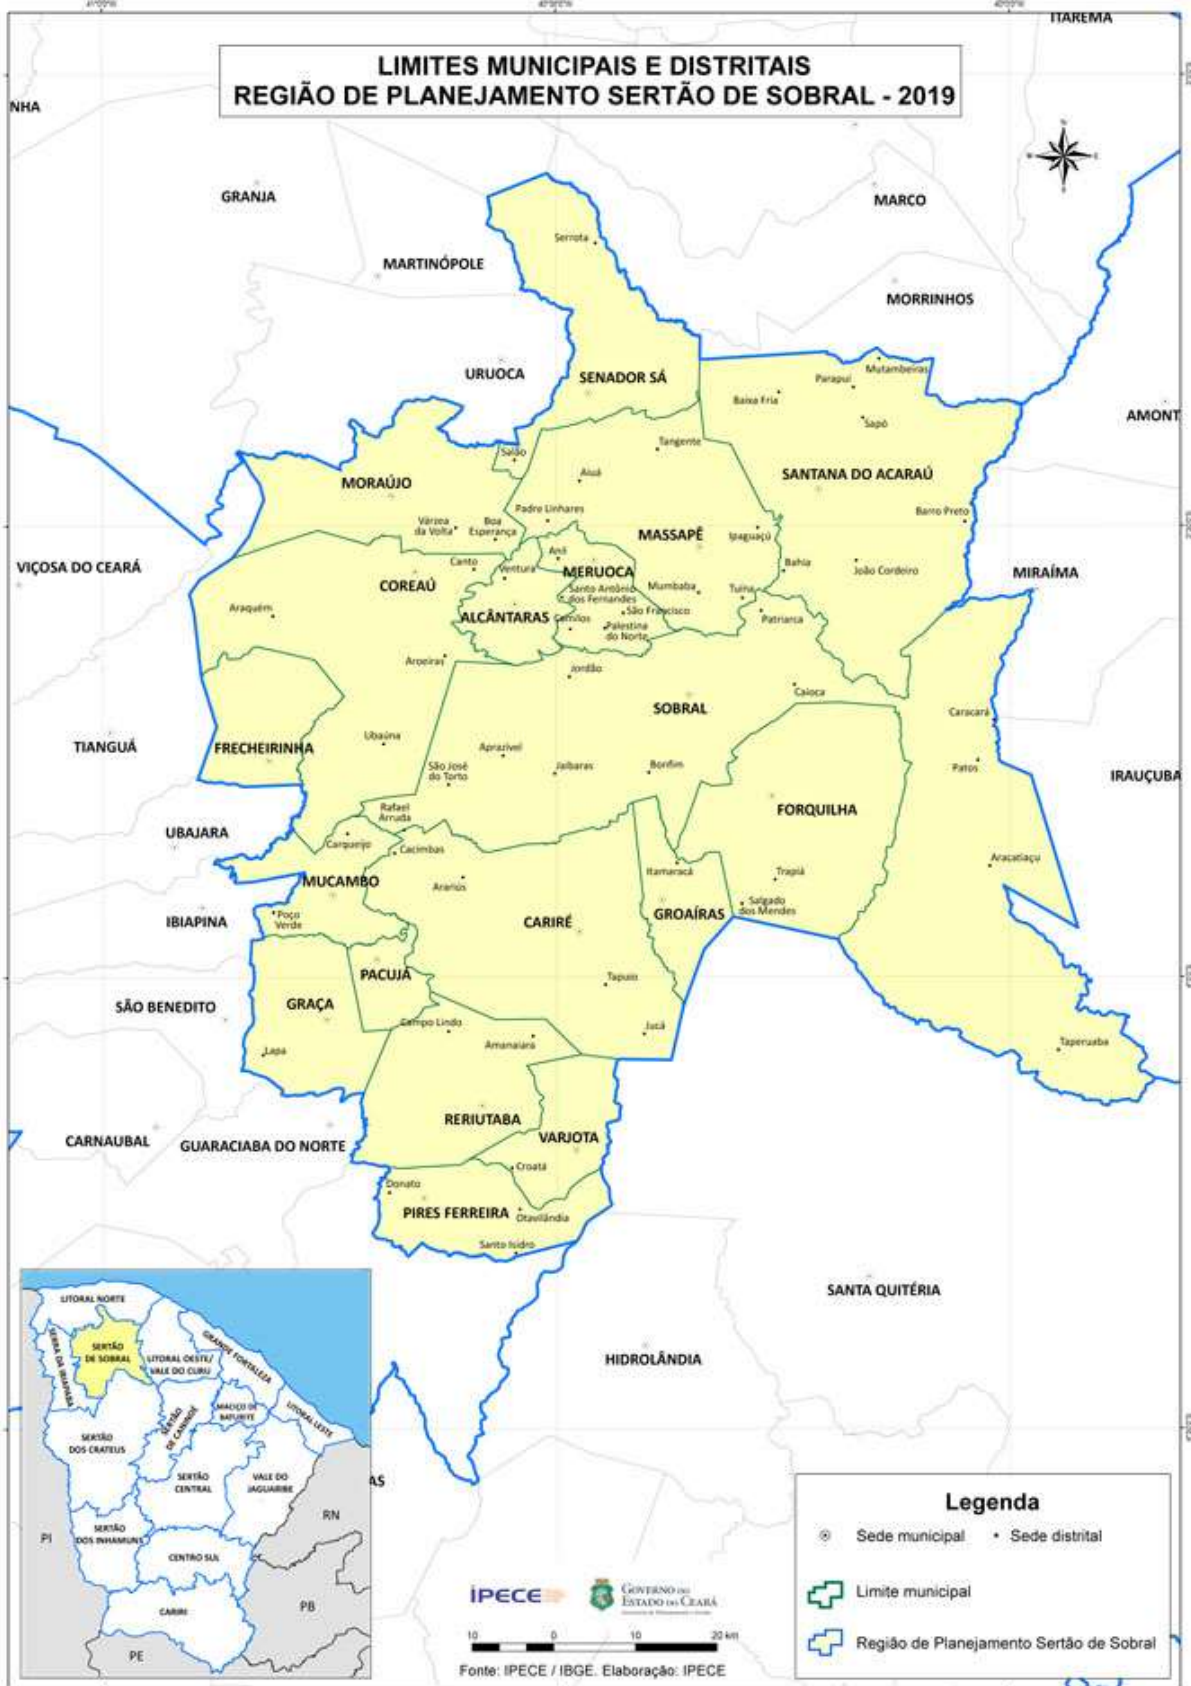 ITAREMA
LIMITES MUNICIPAIS E DISTRITAIS
REGIÃO DE PLANEJAMENTO SERTÃO DE SOBRAL - 2019
NHA
GRANJA
MARCO
Serrota
MARTINÓPOLE
MORRINHOS
URUOCA
SENADOR SÁ
Mutambeiras
Parapuí
Baixa Fria
AMONT
Sapó
Tangente
Salão
Aiuá
SANTANA DO ACARAÚ
MORAÚJO
Padre Linhares
Barro Preto
Várzea
da Volta
Boa
Esperança
MASSAPÊ
Ipaguaçú
Anil
VIÇOSA DO CEARÁ
Canto
Ventura
MERUOCA
Bahia
João Cordeiro
MIRAÍMA
COREAÚ
Mumbaba
Tuína
Santo Antônio
dos Fernandes
Araquém
ALCÂNTARAS
Camilos
São Francisco
Patriarca
Palestina
do Norte
Aroeiras
Jordão
Caioca
SOBRAL
Caracará
TIANGUÁ
FRECHEIRINHA
Ubaúna
Aprazível
São José
do Torto
Jaibaras
Bonfim
Patos
IRAUÇUBA
Rafael
Arruda
FORQUILHA
UBAJARA
Carqueijo
Cacimbas
Aracatiaçu
MUCAMBO
Arariús
Itamaracá
Trapiá
IBIAPINA
Poço
Verde
CARIRÉ
GROAÍRAS
Salgado
dos Mendes
PACUJÁ
Tapuio
SÃO BENEDITO
GRAÇA
Campo Lindo
Jucá
Lapa
Amanaiara
Taperuaba
RERIUTABA
CARNAUBAL
GUARACIABA DO NORTE
VARJOTA
Croatá
Donato
PIRES FERREIRA
Otavilândia
Santo Isidro
SANTA QUITÉRIA
HIDROLÂNDIA
AS
LITORAL NORTE
SERRA DA IBIAPABA
SERTÃO
DE SOBRAL
LITORAL OESTE/
VALE DO CURU
GRANDE FORTALEZA
MACIÇO DE
BATURITÉ
LITORAL LESTE
SERTÃO
DE CANINDÉ
SERTÃO
DOS CRATEUS
SERTÃO
CENTRAL
VALE DO
JAGUARIBE
SERTÃO
DOS INHAMUNS
CENTRO SUL
CARIRI
PI
RN
PB
PE
IPECE
GOVERNO DO
ESTADO DO CEARÁ
10 0 10 20 km
Fonte: IPECE / IBGE. Elaboração: IPECE
Legenda
Sede municipal
Sede distrital
Limite municipal
Região de Planejamento Sertão de Sobral